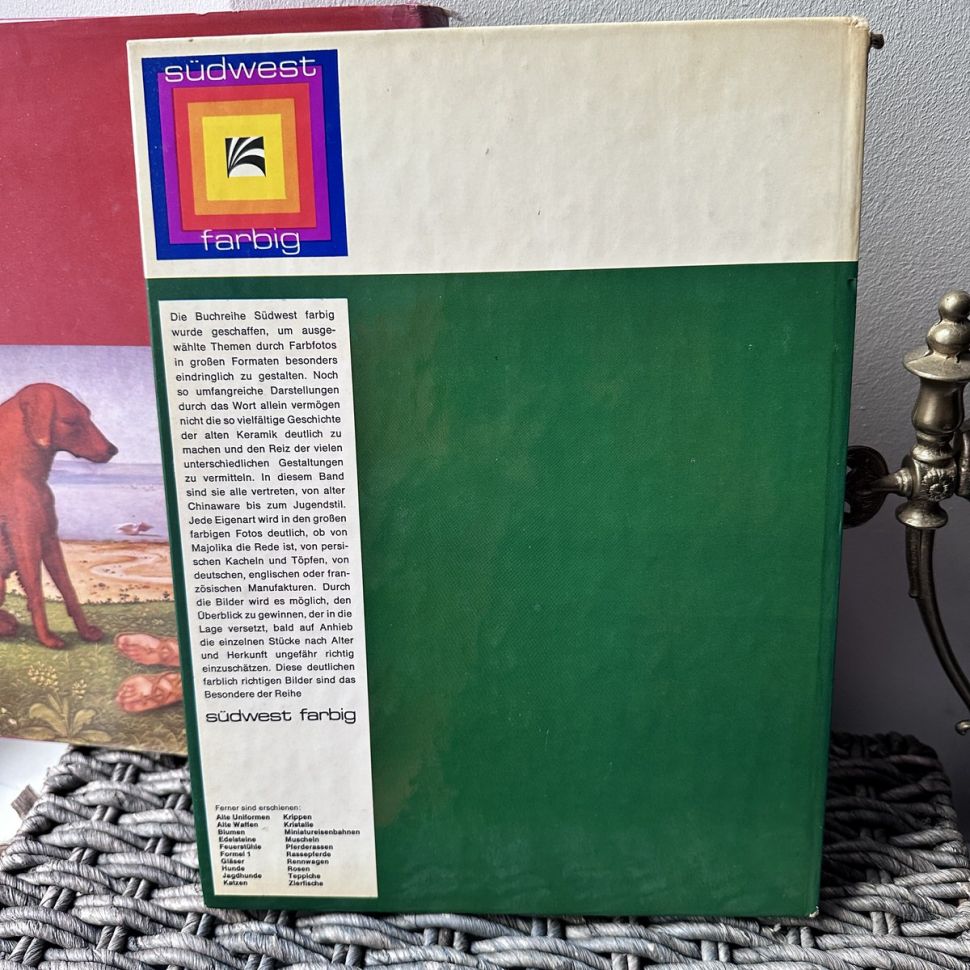 südwest
farbig
Die Buchreihe Südwest farbig
wurde geschaffen, um ausge-
wählte Themen durch Farbfotos
in großen Formaten besonders
eindringlich zu gestalten. Noch
so umfangreiche Darstellungen
durch das Wort allein vermögen
nicht die so vielfältige Geschichte
der alten Keramik deutlich zu
machen und den Reiz der vielen
unterschiedlichen Gestaltungen
zu vermitteln. In diesem Band
sind sie alle vertreten, von alter
Chinaware bis zum Jugendstil.
Jede Eigenart wird in den großen
farbigen Fotos deutlich, ob von
Majolika die Rede ist, von persi-
schen Kacheln und Töpfen, von
deutschen, englischen oder fran-
zösischen Manufakturen. Durch
die Bilder wird es möglich, den
Überblick zu gewinnen, der in die
Lage versetzt, bald auf Anhieb
die einzelnen Stücke nach Alter
und Herkunft ungefähr richtig
einzuschätzen. Diese deutlichen
farblich richtigen Bilder sind das
Besondere der Reihe
südwest farbig
Ferner sind erschienen:
Alte Uniformen Krippen
Alte Waffen Kristalle
Blumen Miniatureisenbahnen
Edelsteine Muscheln
Feuerstühle Pferderassen
Formel 1 Rassepferde
Gläser Rennwagen
Hunde Rosen
Jagdhunde Teppiche
Katzen Zierfische